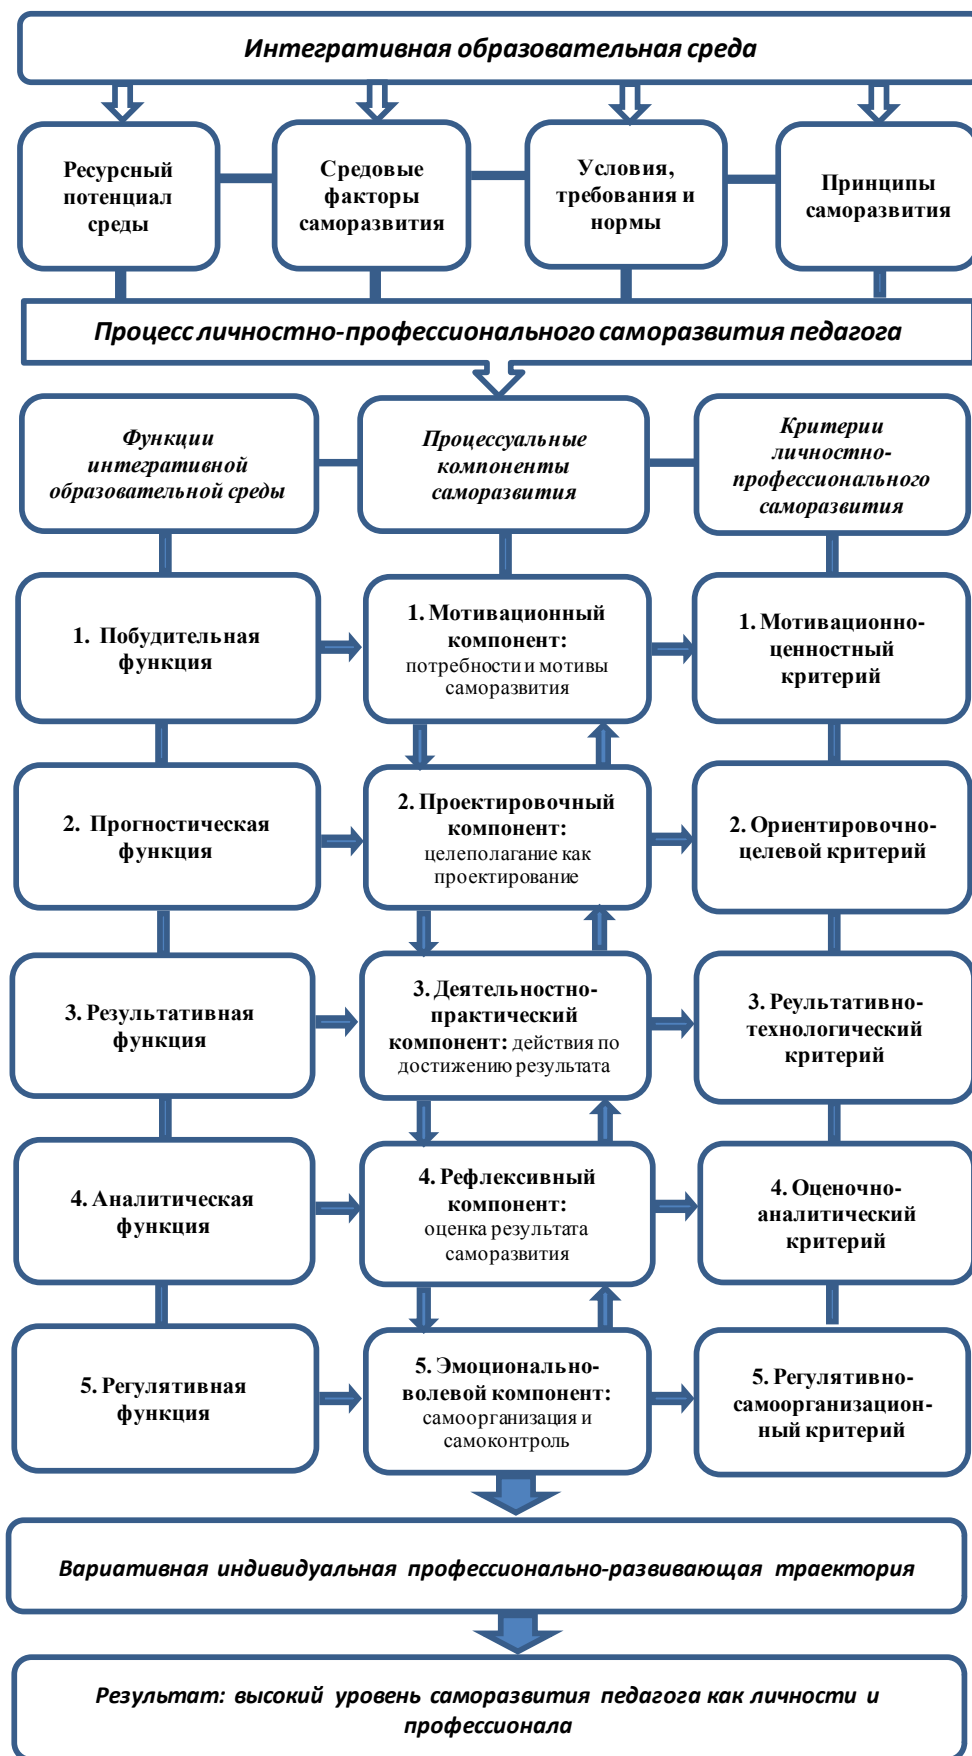 Интегративная образовательная среда
Ресурсный
потенциал
среды
Средовые
факторы
саморазвития
Условия,
требования и
нормы
Принципы
саморазвития
Процесс личностно-профессионального саморазвития педагога
Функции
интегративной
образовательной среды
Процессуальные
компоненты
саморазвития
Критерии
личностно-
профессионального
саморазвития
1. Побудительная
функция
1. Мотивационный
компонент:
потребности и мотивы
саморазвития
1. Мотивационно-
ценностный
критерий
2. Прогностическая
функция
2. Проектировочный
компонент:
целеполагание как
проектирование
2. Ориентировочно-
целевой критерий
3. Результативная
функция
3. Деятельностно-
практический
компонент: действия по
достижению результата
3. Реультативно-
технологический
критерий
4. Аналитическая
функция
4. Рефлексивный
компонент:
оценка результата
саморазвития
4. Оценочно-
аналитический
критерий
5. Регулятивная
функция
5. Эмоционально-
волевой компонент:
самоорганизация и
самоконтроль
5. Регулятивно-
самоорганизацион-
ный критерий
Вариативная индивидуальная профессионально-развивающая траектория
Результат: высокий уровень саморазвития педагога как личности и
профессионала